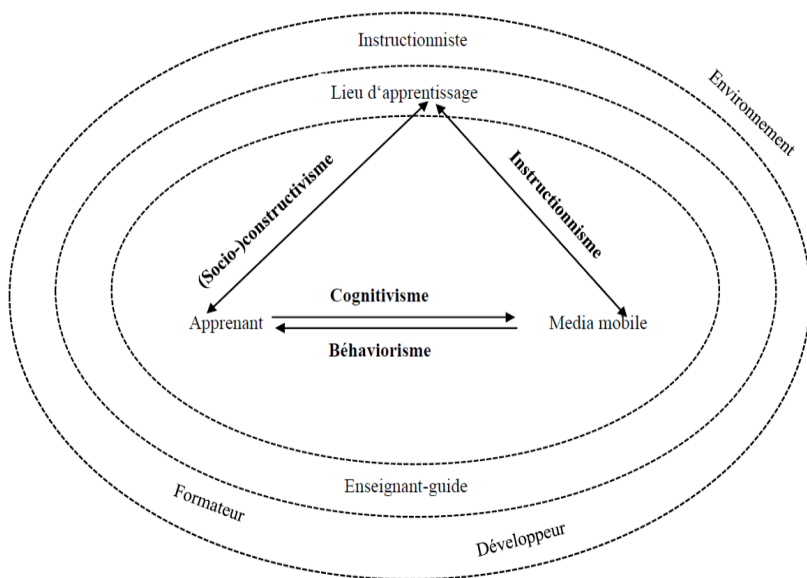 Instructionniste
Environnement
Lieu d‘apprentissage
(Socio-)constructivisme
Instructionnisme
Cognitivisme
Apprenant
Media mobile
Béhaviorisme
Enseignant-guide
Formateur
Développeur